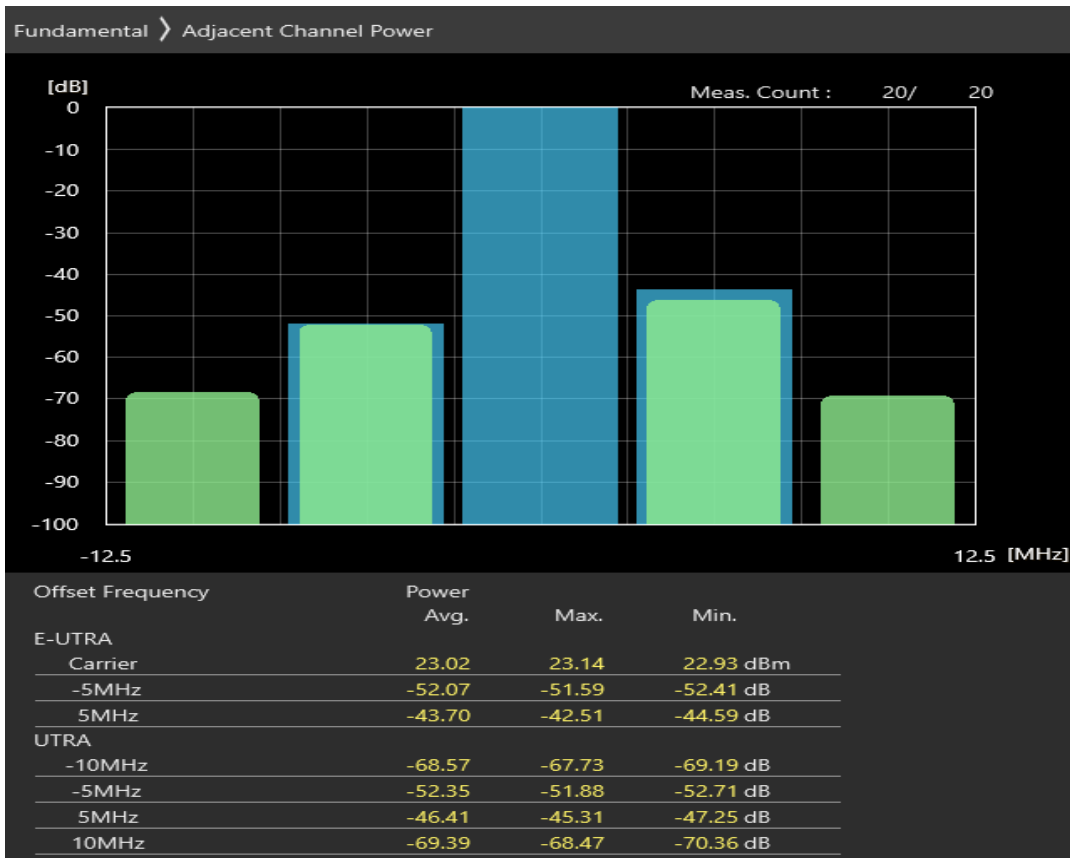 Fundamental 〉 Adjacent Channel Power
[dB]
Meas. Count : 20/ 20
0
-10
-20
-30
-40
-50
-60
-70
-80
-90
-100
-12.5 12.5 [MHz]
Offset Frequency Power
Avg. Max. Min.
E-UTRA
Carrier 23.02 23.14 22.93 dBm
-5MHz -52.07 -51.59 -52.41 dB
5MHz -43.70 -42.51 -44.59 dB
UTRA
-10MHz -68.57 -67.73 -69.19 dB
-5MHz -52.35 -51.88 -52.71 dB
5MHz -46.41 -45.31 -47.25 dB
10MHz -69.39 -68.47 -70.36 dB